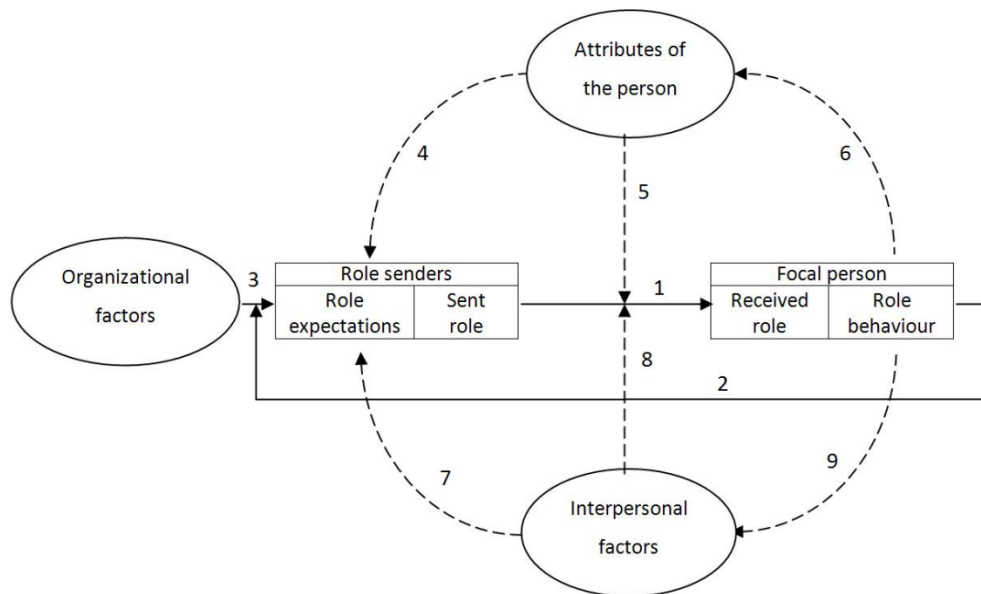 Attributes of
the person
4
6
5
Organizational
factors
3
Role senders
Role
expectations
Sent
role
1
Focal person
Received
role
Role
behaviour
8
2
7
9
Interpersonal
factors